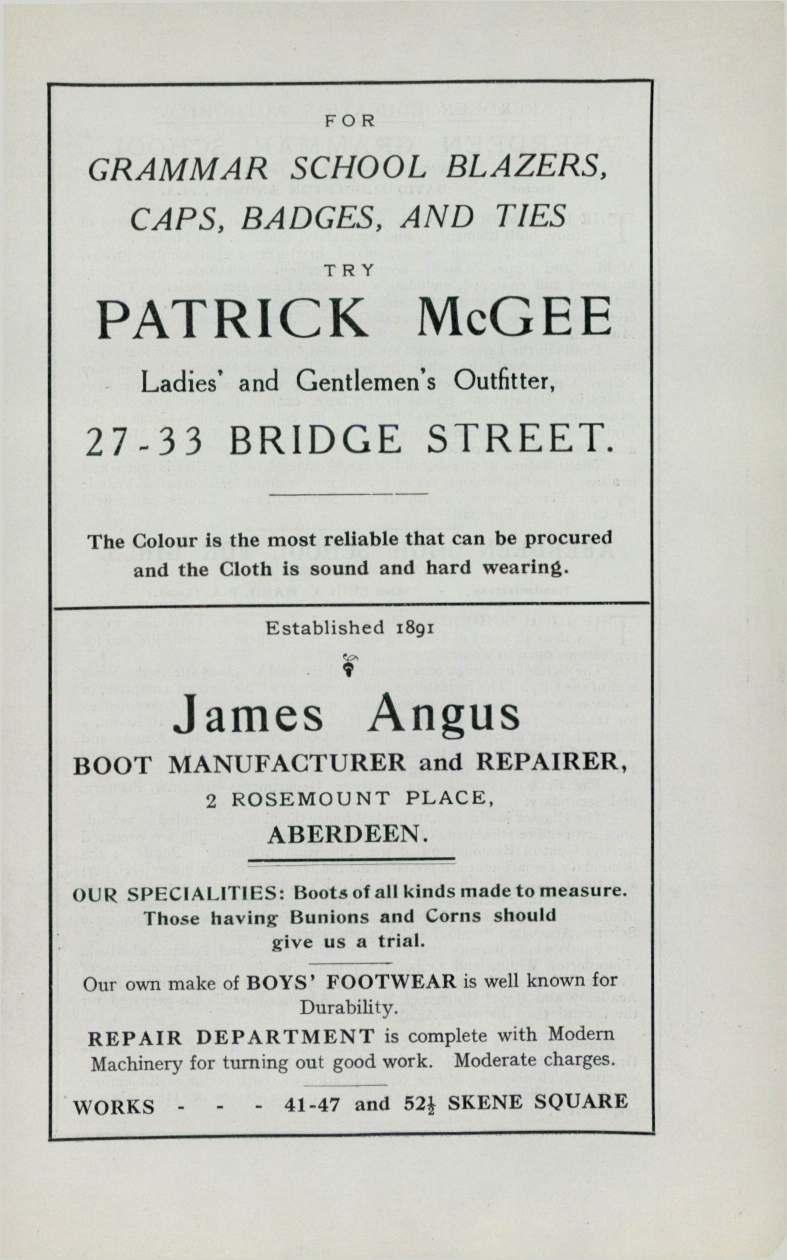 FOR
GRAMMAR SCHOOL BLAZERS,
CAPS, BADGES, AND TIES
TRY
PATRICK McGEE
Ladies' and Gentlemen's Outfitter,
27-33 BRIDGE STREET.
The Colour is the most reliable that can be procured
and the Cloth is sound and hard wearing.
Established 1891
James Angus
BOOT MANUFACTURER and REPAIRER,
2 ROSEMOUNT PLACE,
ABERDEEN.
OUR SPECIALITIES: Boots of all kinds made to measure.
Those having Bunions and Corns should
give us a trial.
Our own make of BOYS' FOOTWEAR is well known for
Durability.
REPAIR DEPARTMENT is complete with Modern
Machinery for turning out good work. Moderate charges.
WORKS - - - 41-47 and 52½ SKENE SQUARE